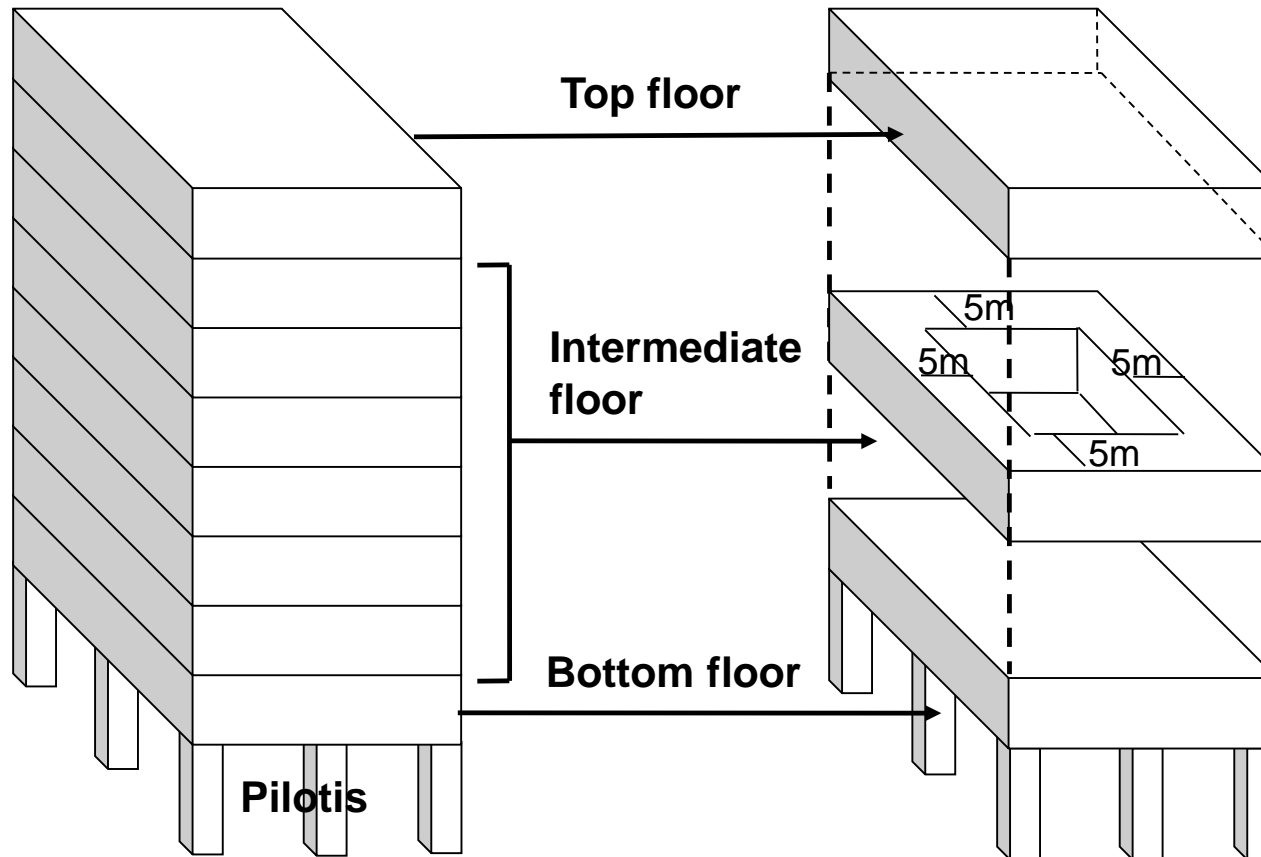 Top floor
5m
Intermediate
floor
5m
5m
5m
Bottom floor
Pilotis